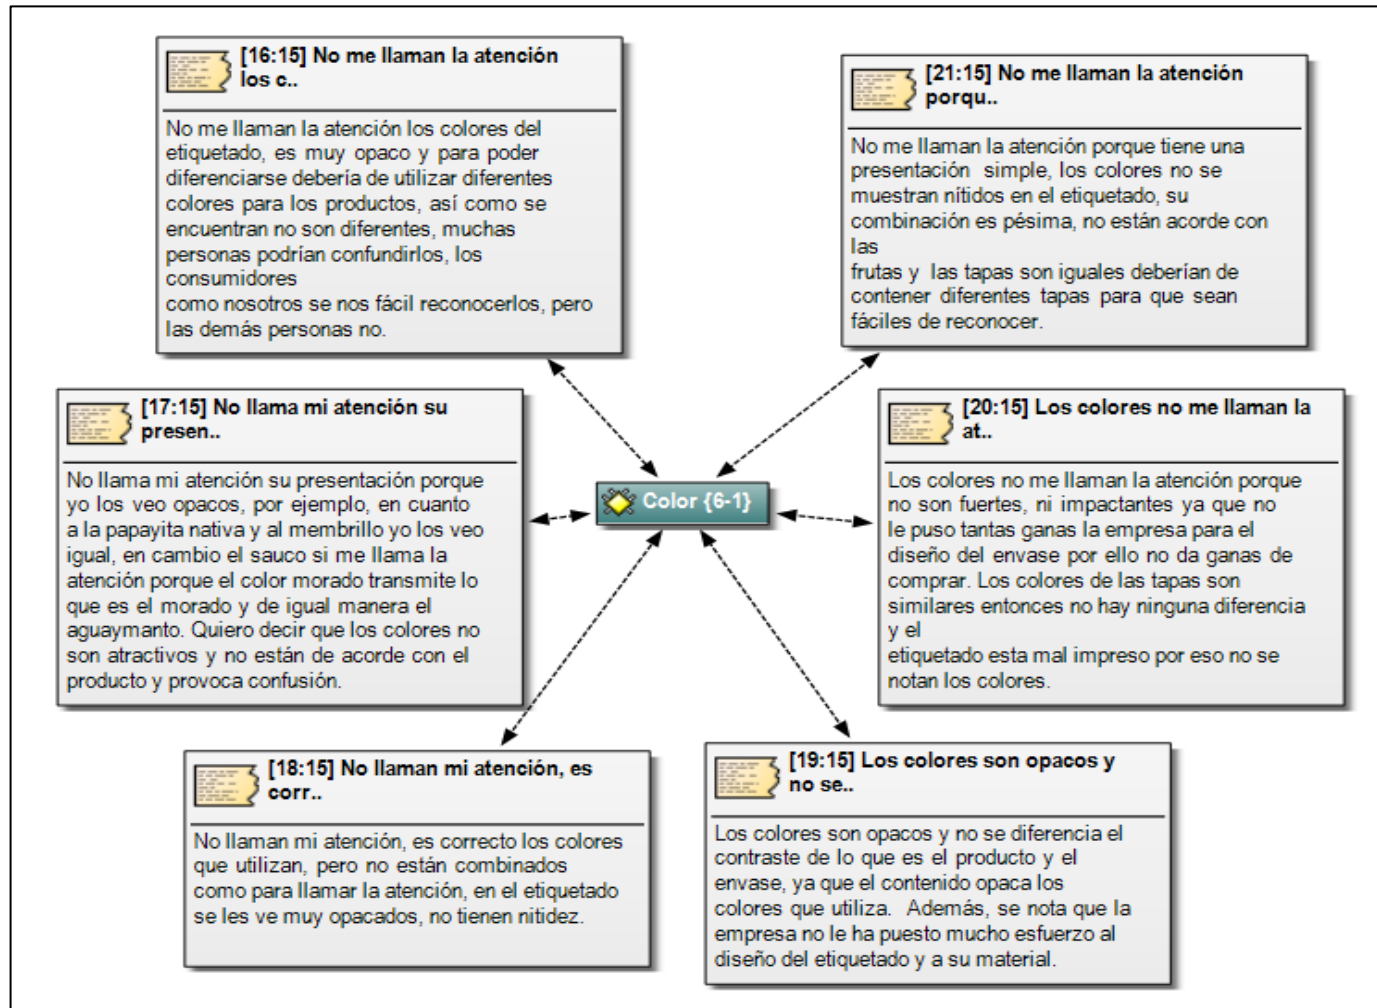 [16:15] No me llaman la atención
los c..
No me llaman la atención los colores del
etiquetado, es muy opaco y para poder
diferenciarse debería de utilizar diferentes
colores para los productos, así como se
encuentran no son diferentes, muchas
personas podrían confundirlos, los
consumidores
como nosotros se nos fácil reconocerlos, pero
las demás personas no.
[21:15] No me llaman la atención
porqu..
No me llaman la atención porque tiene una
presentación simple, los colores no se
muestran nítidos en el etiquetado, su
combinación es pésima, no están acorde con
las
frutas y las tapas son iguales deberían de
contener diferentes tapas para que sean
fáciles de reconocer.
[17:15] No llama mi atención su
presen..
No llama mi atención su presentación porque
yo los veo opacos, por ejemplo, en cuanto
a la papayita nativa y al membrillo yo los veo
igual, en cambio el sauco si me llama la
atención porque el color morado transmite lo
que es el morado y de igual manera el
aguaymanto. Quiero decir que los colores no
son atractivos y no están de acorde con el
producto y provoca confusión.
Color {6-1}
[20:15] Los colores no me llaman la
at..
Los colores no me llaman la atención porque
no son fuertes, ni impactantes ya que no
le puso tantas ganas la empresa para el
diseño del envase por ello no da ganas de
comprar. Los colores de las tapas son
similares entonces no hay ninguna diferencia
y el
etiquetado esta mal impreso por eso no se
notan los colores.
[18:15] No llaman mi atención, es
corr..
No llaman mi atención, es correcto los colores
que utilizan, pero no están combinados
como para llamar la atención, en el etiquetado
se les ve muy opacados, no tienen nitidez.
[19:15] Los colores son opacos y
no se..
Los colores son opacos y no se diferencia el
contraste de lo que es el producto y el
envase, ya que el contenido opaca los
colores que utiliza. Además, se nota que la
empresa no le ha puesto mucho esfuerzo al
diseño del etiquetado y a su material.